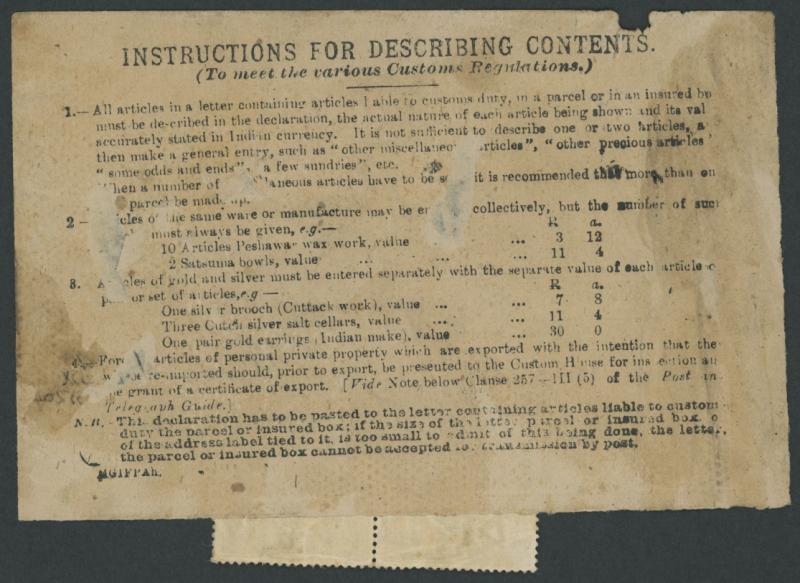 INSTRUCTIONS FOR DESCRIBING CONTENTS.
(To meet the various Customs Regulations.)
1.—All articles in a letter containing articles liable to customs duty, in a parcel or in an insured bo
must be described in the declaration, the actual nature of each article being shown and its val
accurately stated in Indian currency. It is not sufficient to describe one or two articles, a
then make a general entry, such as "other miscellaneo articles", "other precious articles"
"some odds and ends", a few sundries", etc.
hen a number of llaneous articles have to be se it is recommended that more than on
parcel be made up.
2 — icles of the same ware or manufacture may be en collectively, but the number of suc
must always be given, e.g.— R a.
10 Articles Peshawar wax work, value ... 3 12
2 Satsuma bowls, value ... ... ... 11 4
3. A icles of gold and silver must be entered separately with the separate value of each article o
p or set of articles, e.g — R a.
One silver brooch (Cuttack work), value ... ... 7 8
Three Cutch silver salt cellars, value ... ... 11 4
One pair gold earrings (Indian make), value ... 30 0
4.—Fore articles of personal private property which are exported with the intention that the
re-imported should, prior to export, be presented to the Custom House for inspection an
he grant of a certificate of export. [Vide Note below Clause 257—III (5) of the Post an
Telegraph Guide.]
N.B.—This declaration has to be pasted to the letter containing articles liable to custom
duty the parcel or insured box; if the size of the letter parcel or insured box o
of the address label tied to it, is too small to admit of this being done, the letter,
the parcel or insured box cannot be accepted for transmission by post.
MGIFPAh.